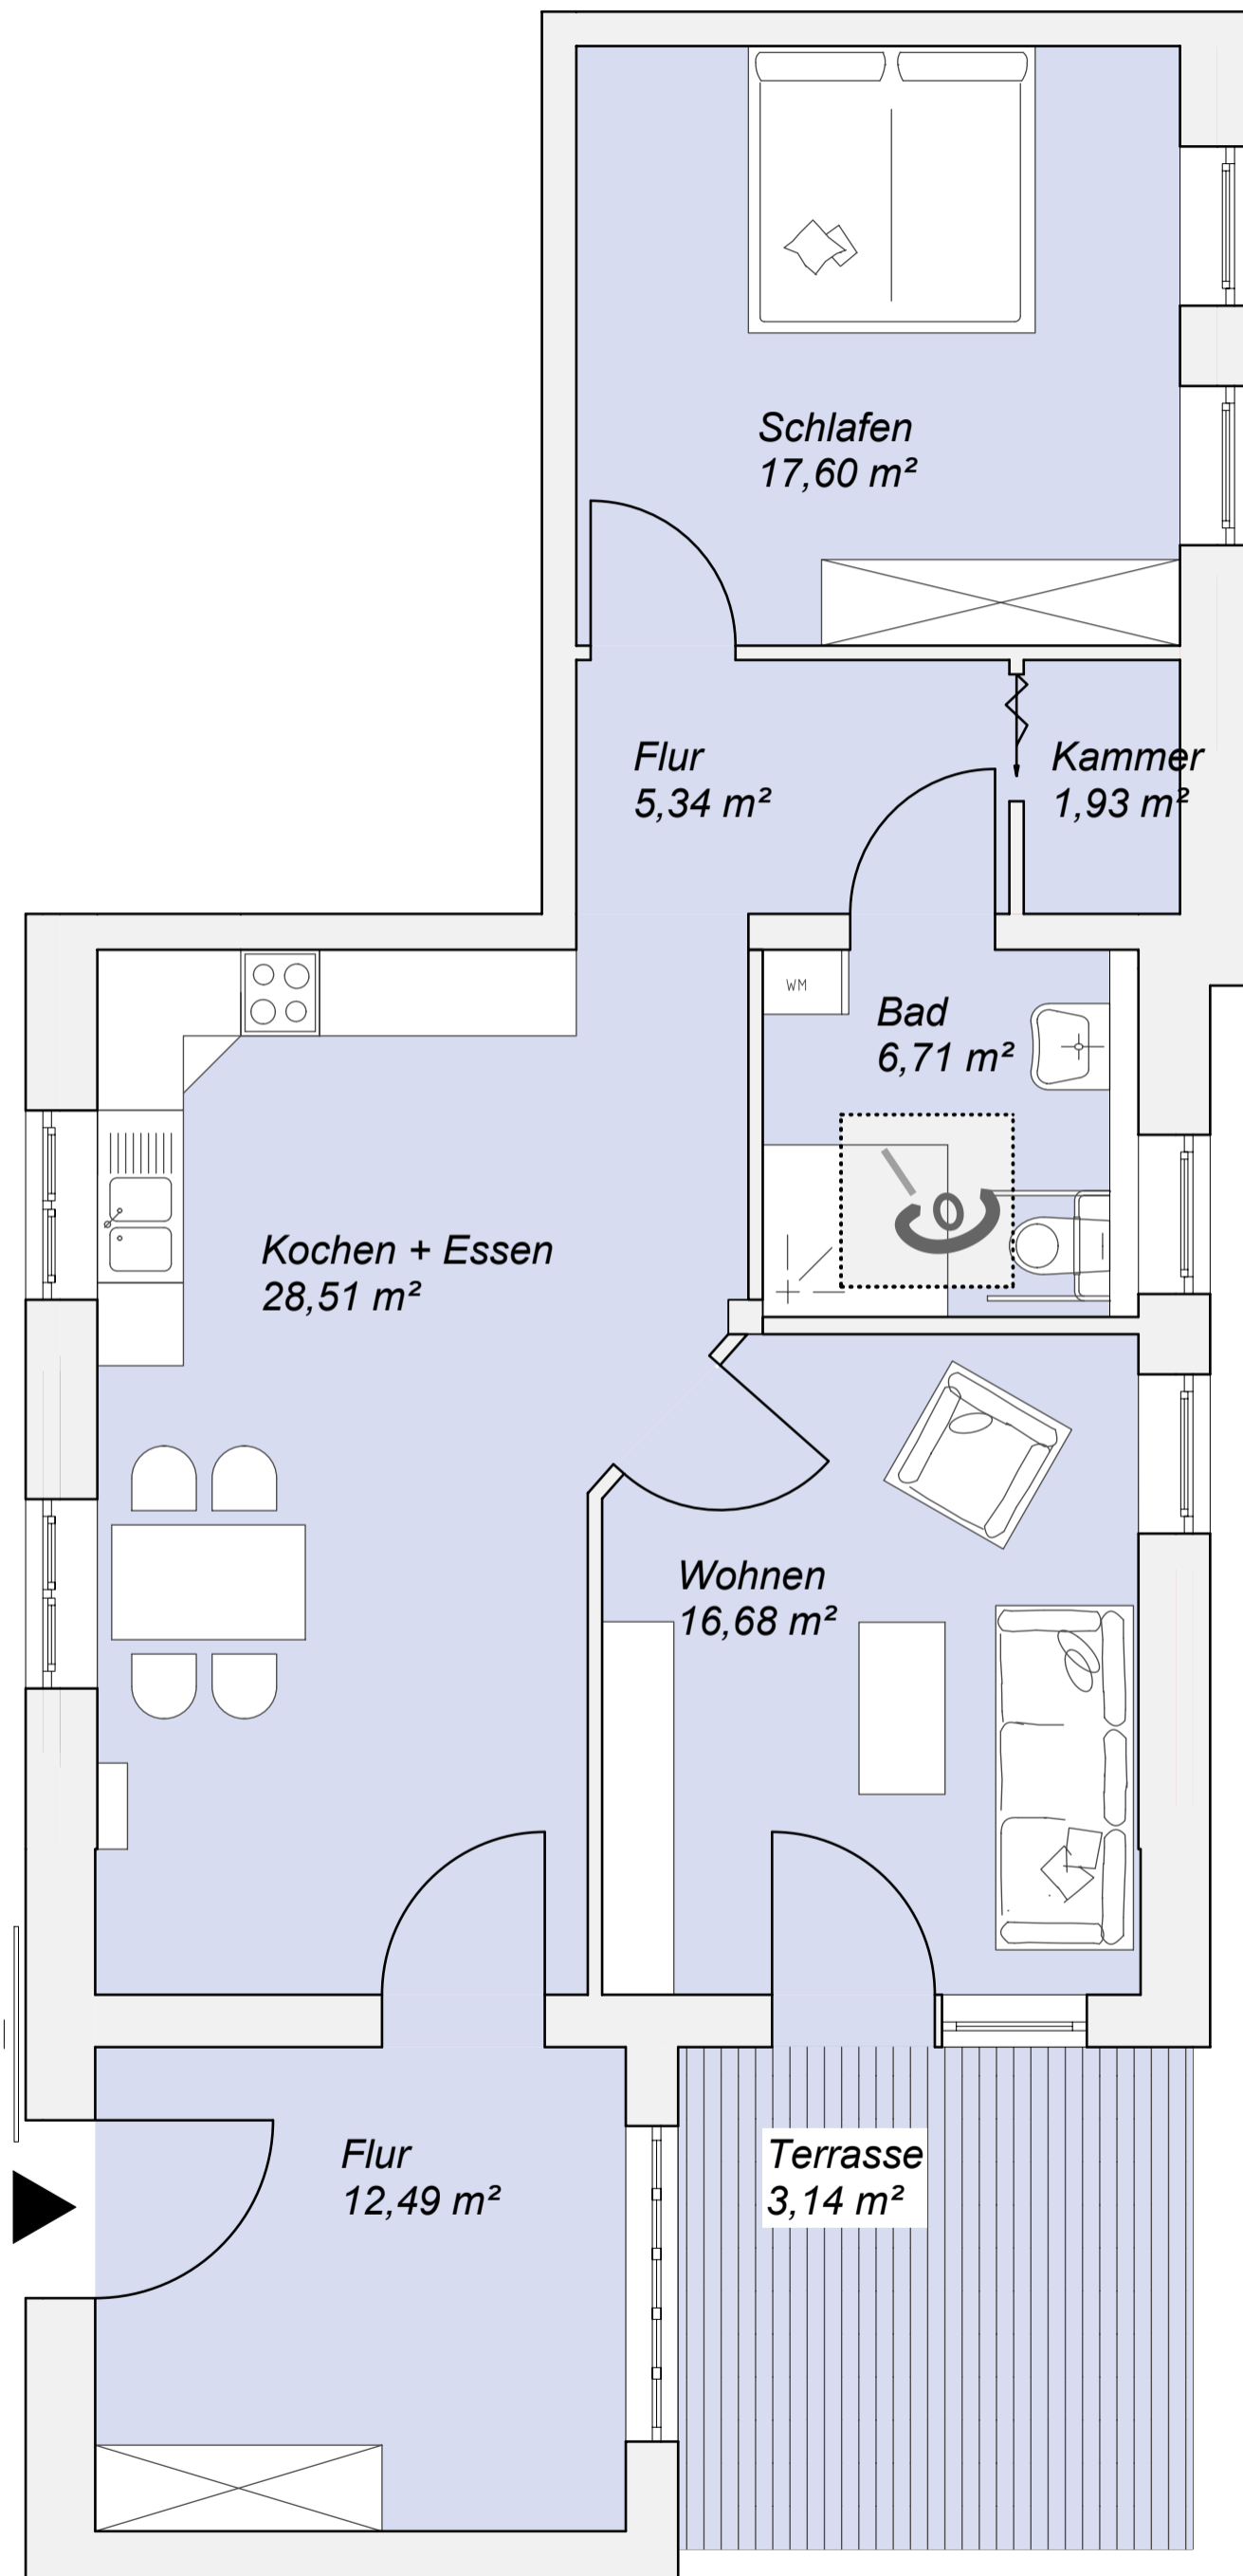 Schlafen
17,60 m²
Flur
5,34 m²
Kammer
1,93 m²
WM
Bad
6,71 m²
Kochen + Essen
28,51 m²
Wohnen
16,68 m²
Flur
12,49 m²
Terrasse
3,14 m²